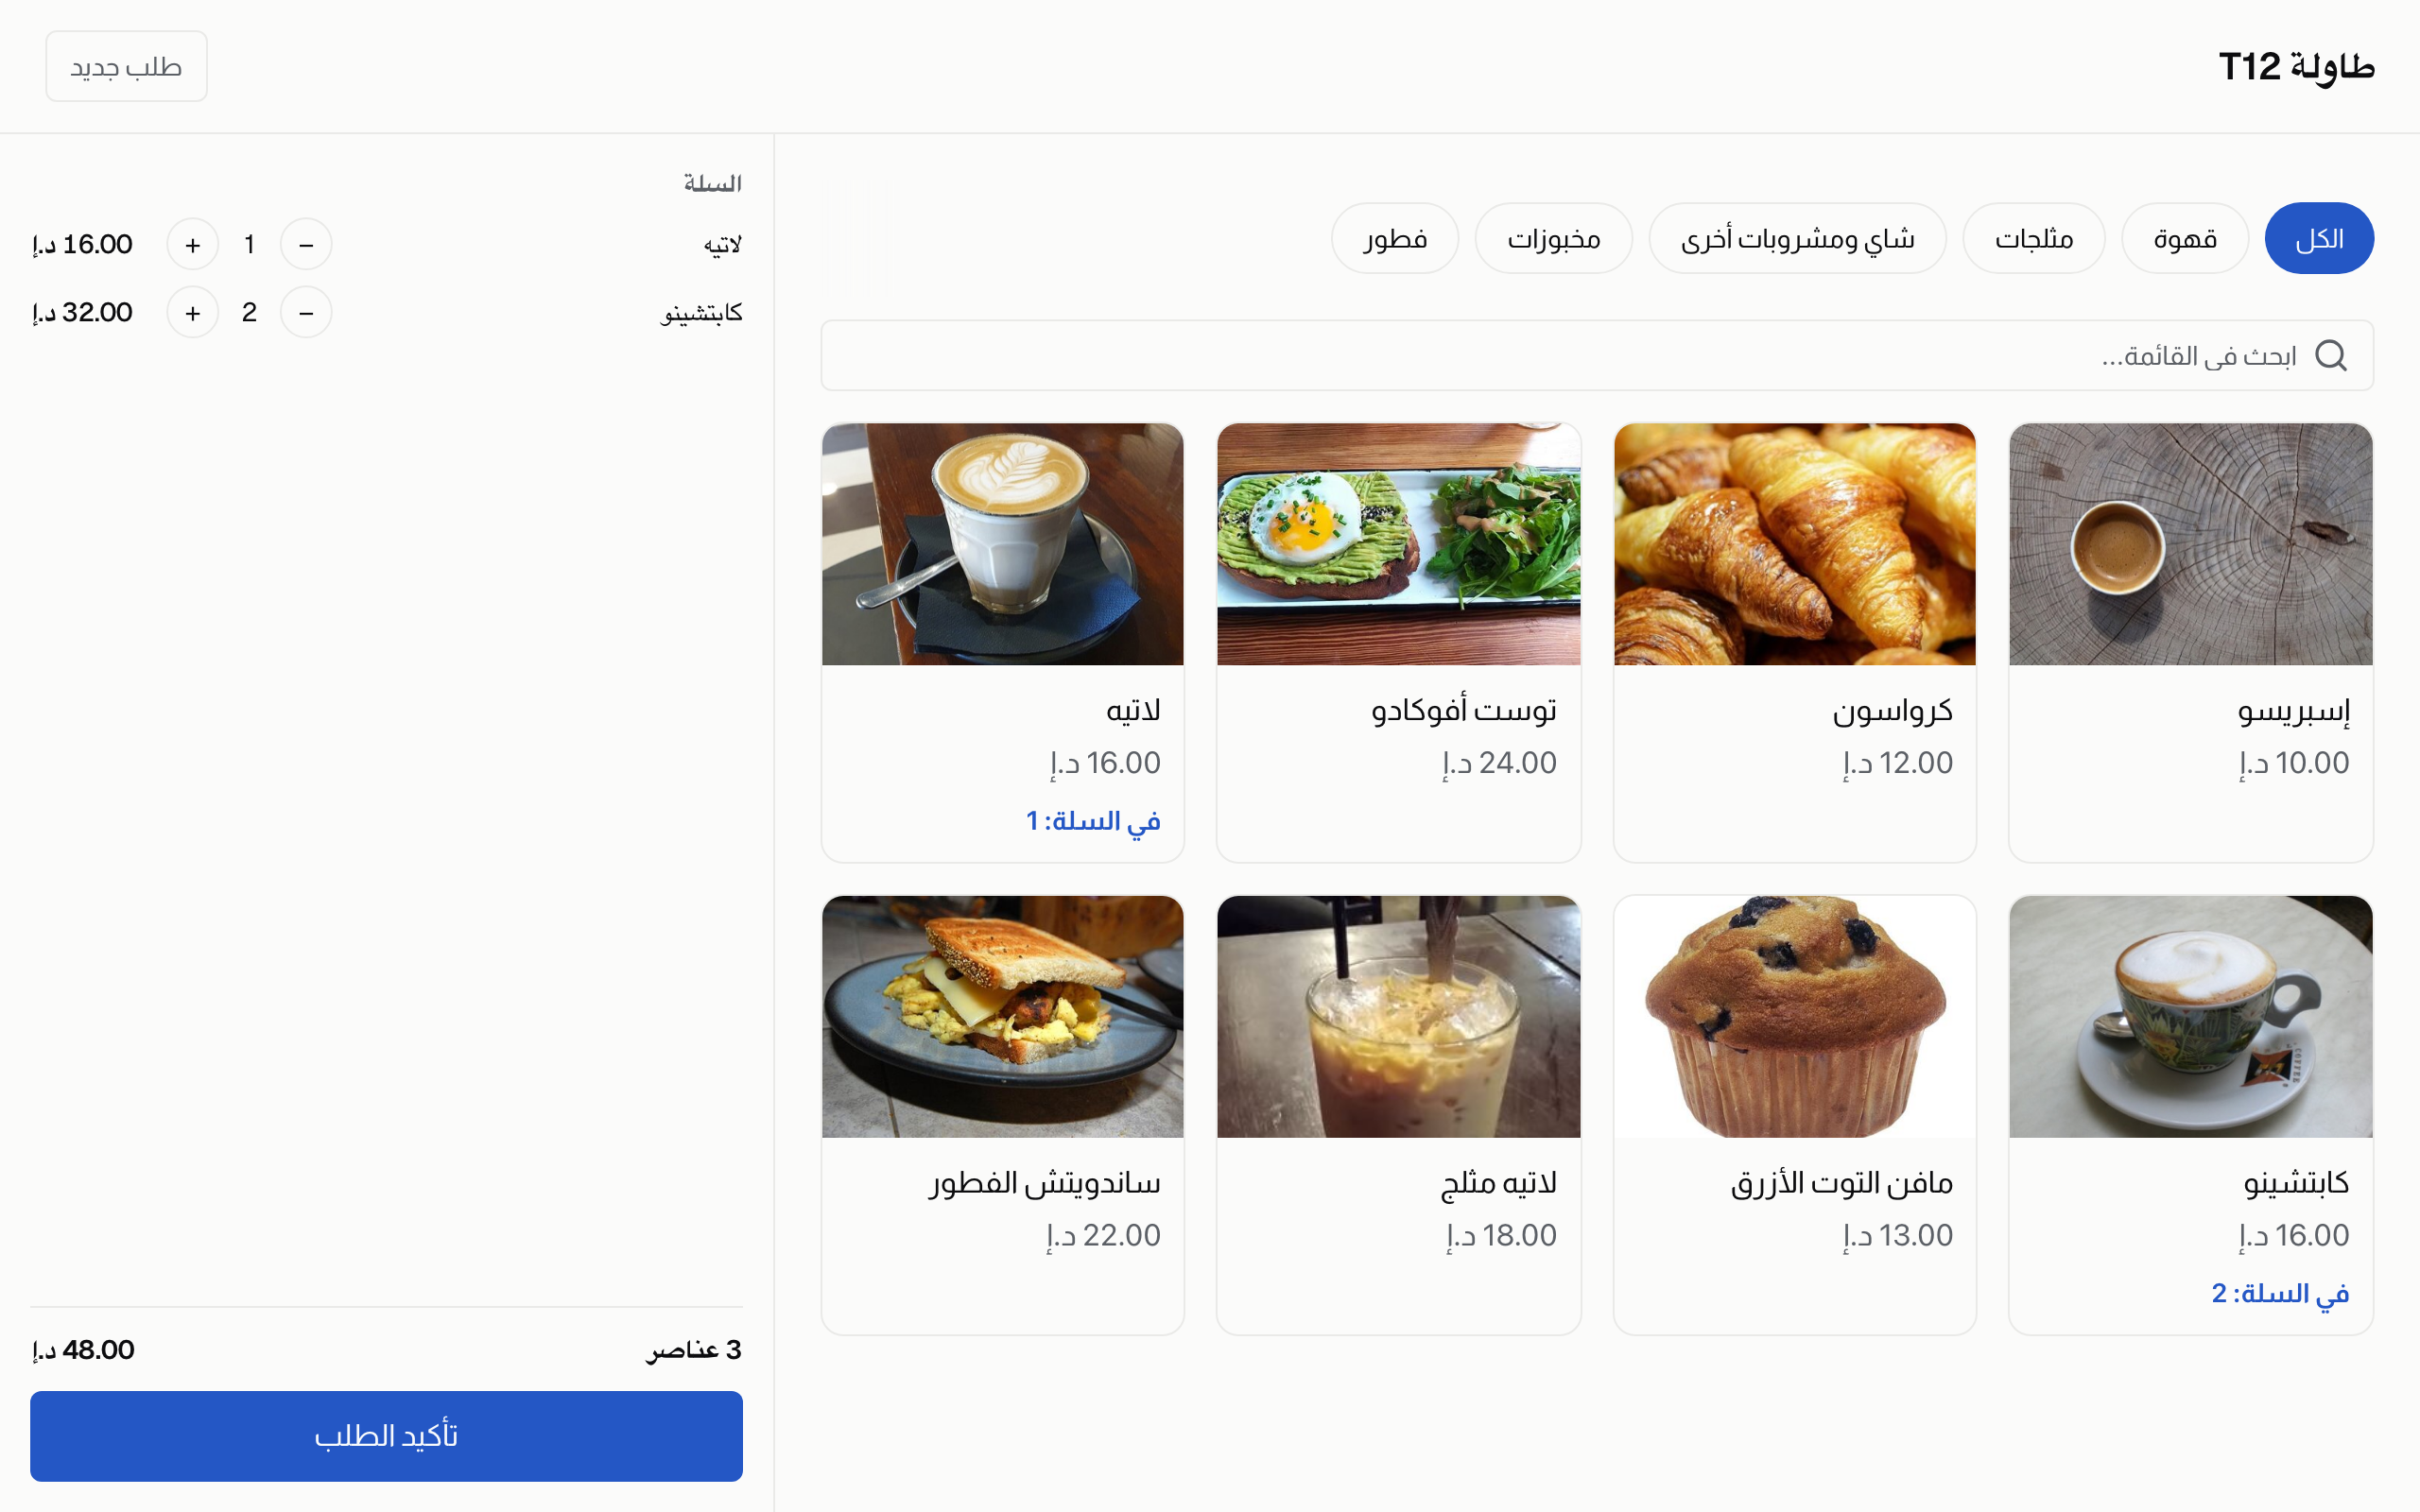 طاولة T12
طلب جديد
الكل
قهوة
مثلجات
شاي ومشروبات أخرى
مخبوزات
فطور
ابحث في القائمة...
إسبريسو
10.00 د.إ
كرواسون
12.00 د.إ
توست أفوكادو
24.00 د.إ
لاتيه
16.00 د.إ
في السلة: 1
كابتشينو
16.00 د.إ
في السلة: 2
مافن التوت الأزرق
13.00 د.إ
لاتيه مثلج
18.00 د.إ
ساندويتش الفطور
22.00 د.إ
السلة
لاتيه − 1 + 16.00 د.إ
كابتشينو − 2 + 32.00 د.إ
3 عناصر 48.00 د.إ
تأكيد الطلب